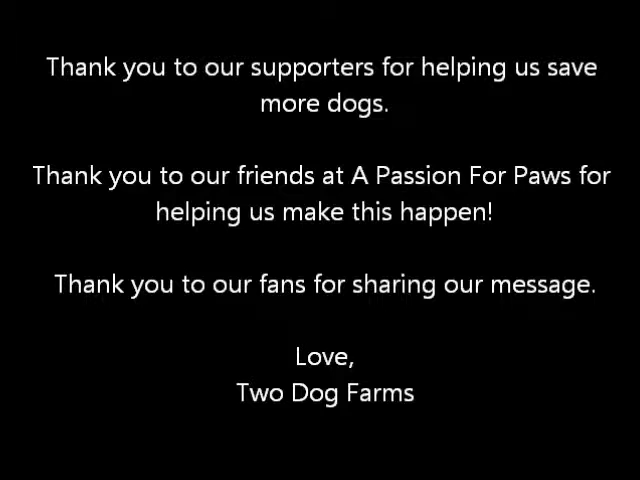 Thank you to our supporters for helping us save
more dogs.
Thank you to our friends at A Passion For Paws for
helping us make this happen!
Thank you to our fans for sharing our message.
Love,
Two Dog Farms